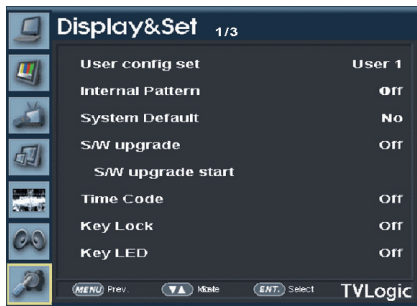 Display&Set 1/3
User config set User 1
Internal Pattern Off
System Default No
S/W upgrade Off
S/W upgrade start
Time Code Off
Key Lock Off
Key LED Off
MENU Prev. ▼▲ ENT. Select TVLogic